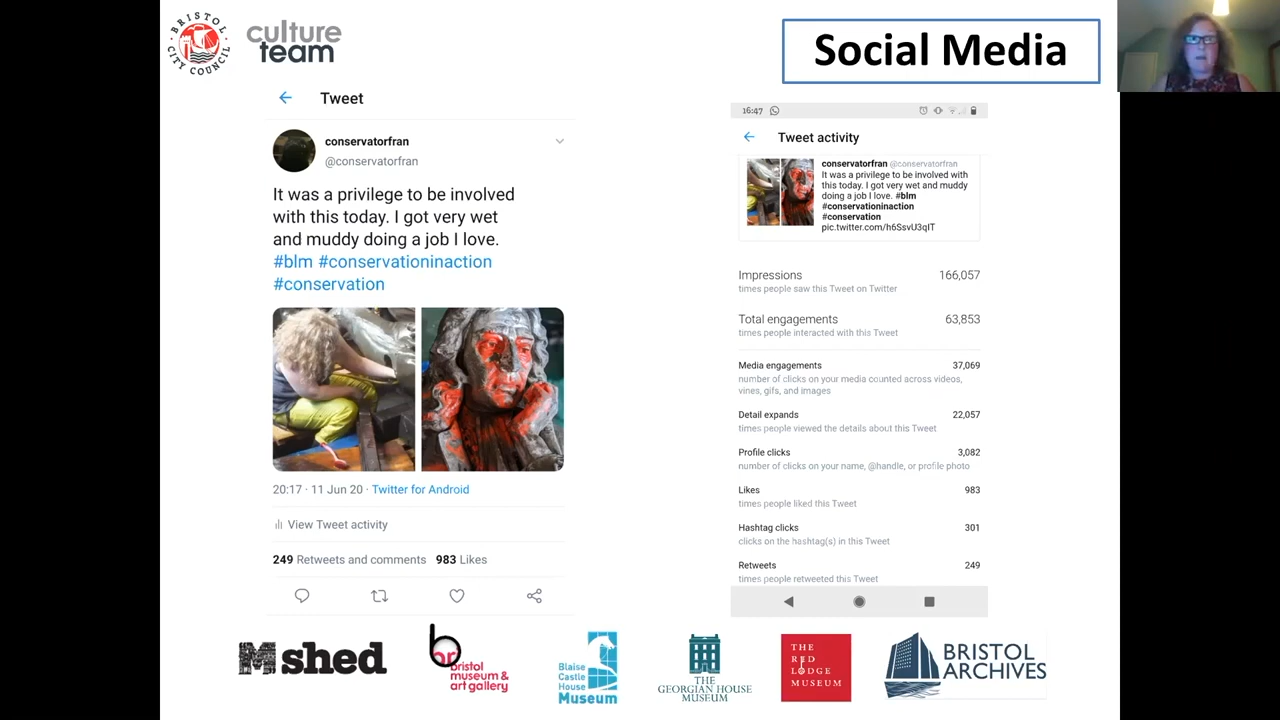 BRISTOL CITY COUNCIL
culture
team
Social Media
Tweet
conservatorfran
@conservatorfran
It was a privilege to be involved
with this today. I got very wet
and muddy doing a job I love.
#blm #conservationinaction
#conservation
20:17 · 11 Jun 20 · Twitter for Android
View Tweet activity
249 Retweets and comments 983 Likes
16:47
Tweet activity
conservatorfran @conservatorfran
It was a privilege to be involved with
this today. I got very wet and muddy
doing a job I love. #blm
#conservationinaction
#conservation
pic.twitter.com/h6SsvU3qIT
Impressions 166,057
times people saw this Tweet on Twitter
Total engagements 63,853
times people interacted with this Tweet
Media engagements 37,069
number of clicks on your media counted across videos,
vines, gifs, and images
Detail expands 22,057
times people viewed the details about this Tweet
Profile clicks 3,082
number of clicks on your name, @handle, or profile photo
Likes 983
times people liked this Tweet
Hashtag clicks 301
clicks on the hashtag(s) in this Tweet
Retweets 249
times people retweeted this Tweet
M shed
br
bristol
museum &
art gallery
Blaise
Castle
House
Museum
THE
GEORGIAN HOUSE
MUSEUM
THE
RED
LODGE
MUSEUM
BRISTOL
ARCHIVES